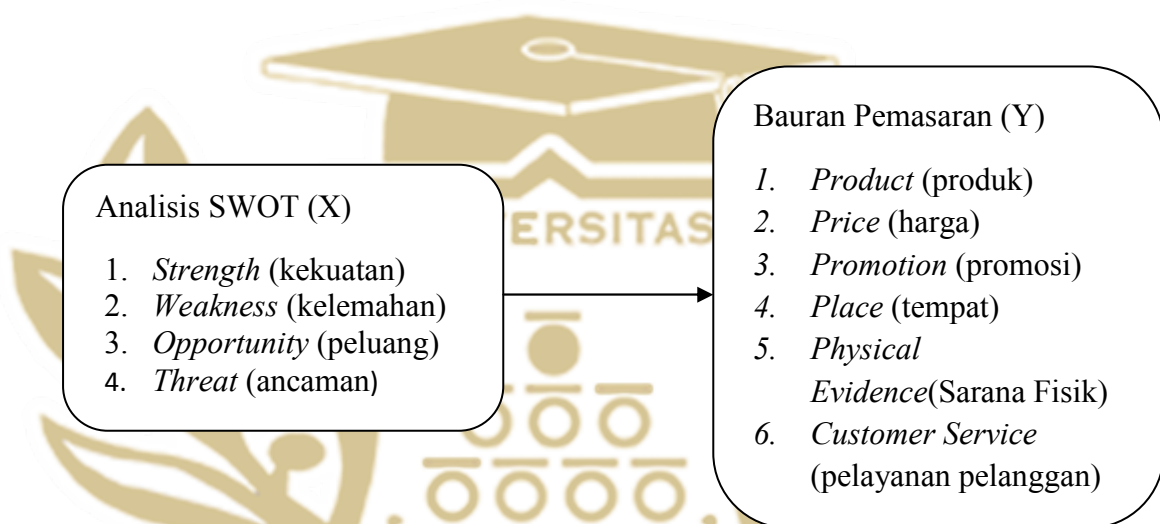 Analisis SWOT (X)
1. Strength (kekuatan)
2. Weakness (kelemahan)
3. Opportunity (peluang)
4. Threat (ancaman)
Bauran Pemasaran (Y)
1. Product (produk)
2. Price (harga)
3. Promotion (promosi)
4. Place (tempat)
5. Physical
Evidence(Sarana Fisik)
6. Customer Service
(pelayanan pelanggan)
ERSITAS